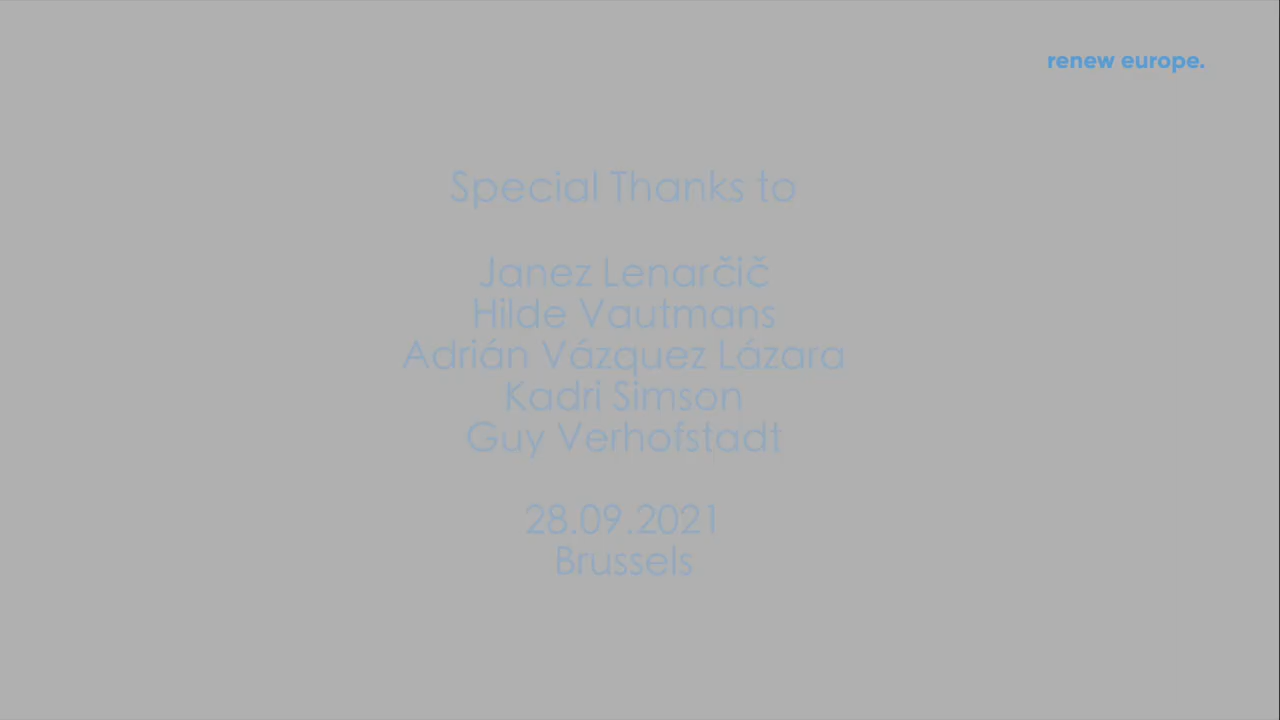 renew europe.
Special Thanks to
Janez Lenarčič
Hilde Vautmans
Adrián Vázquez Lázara
Kadri Simson
Guy Verhofstadt
28.09.2021
Brussels